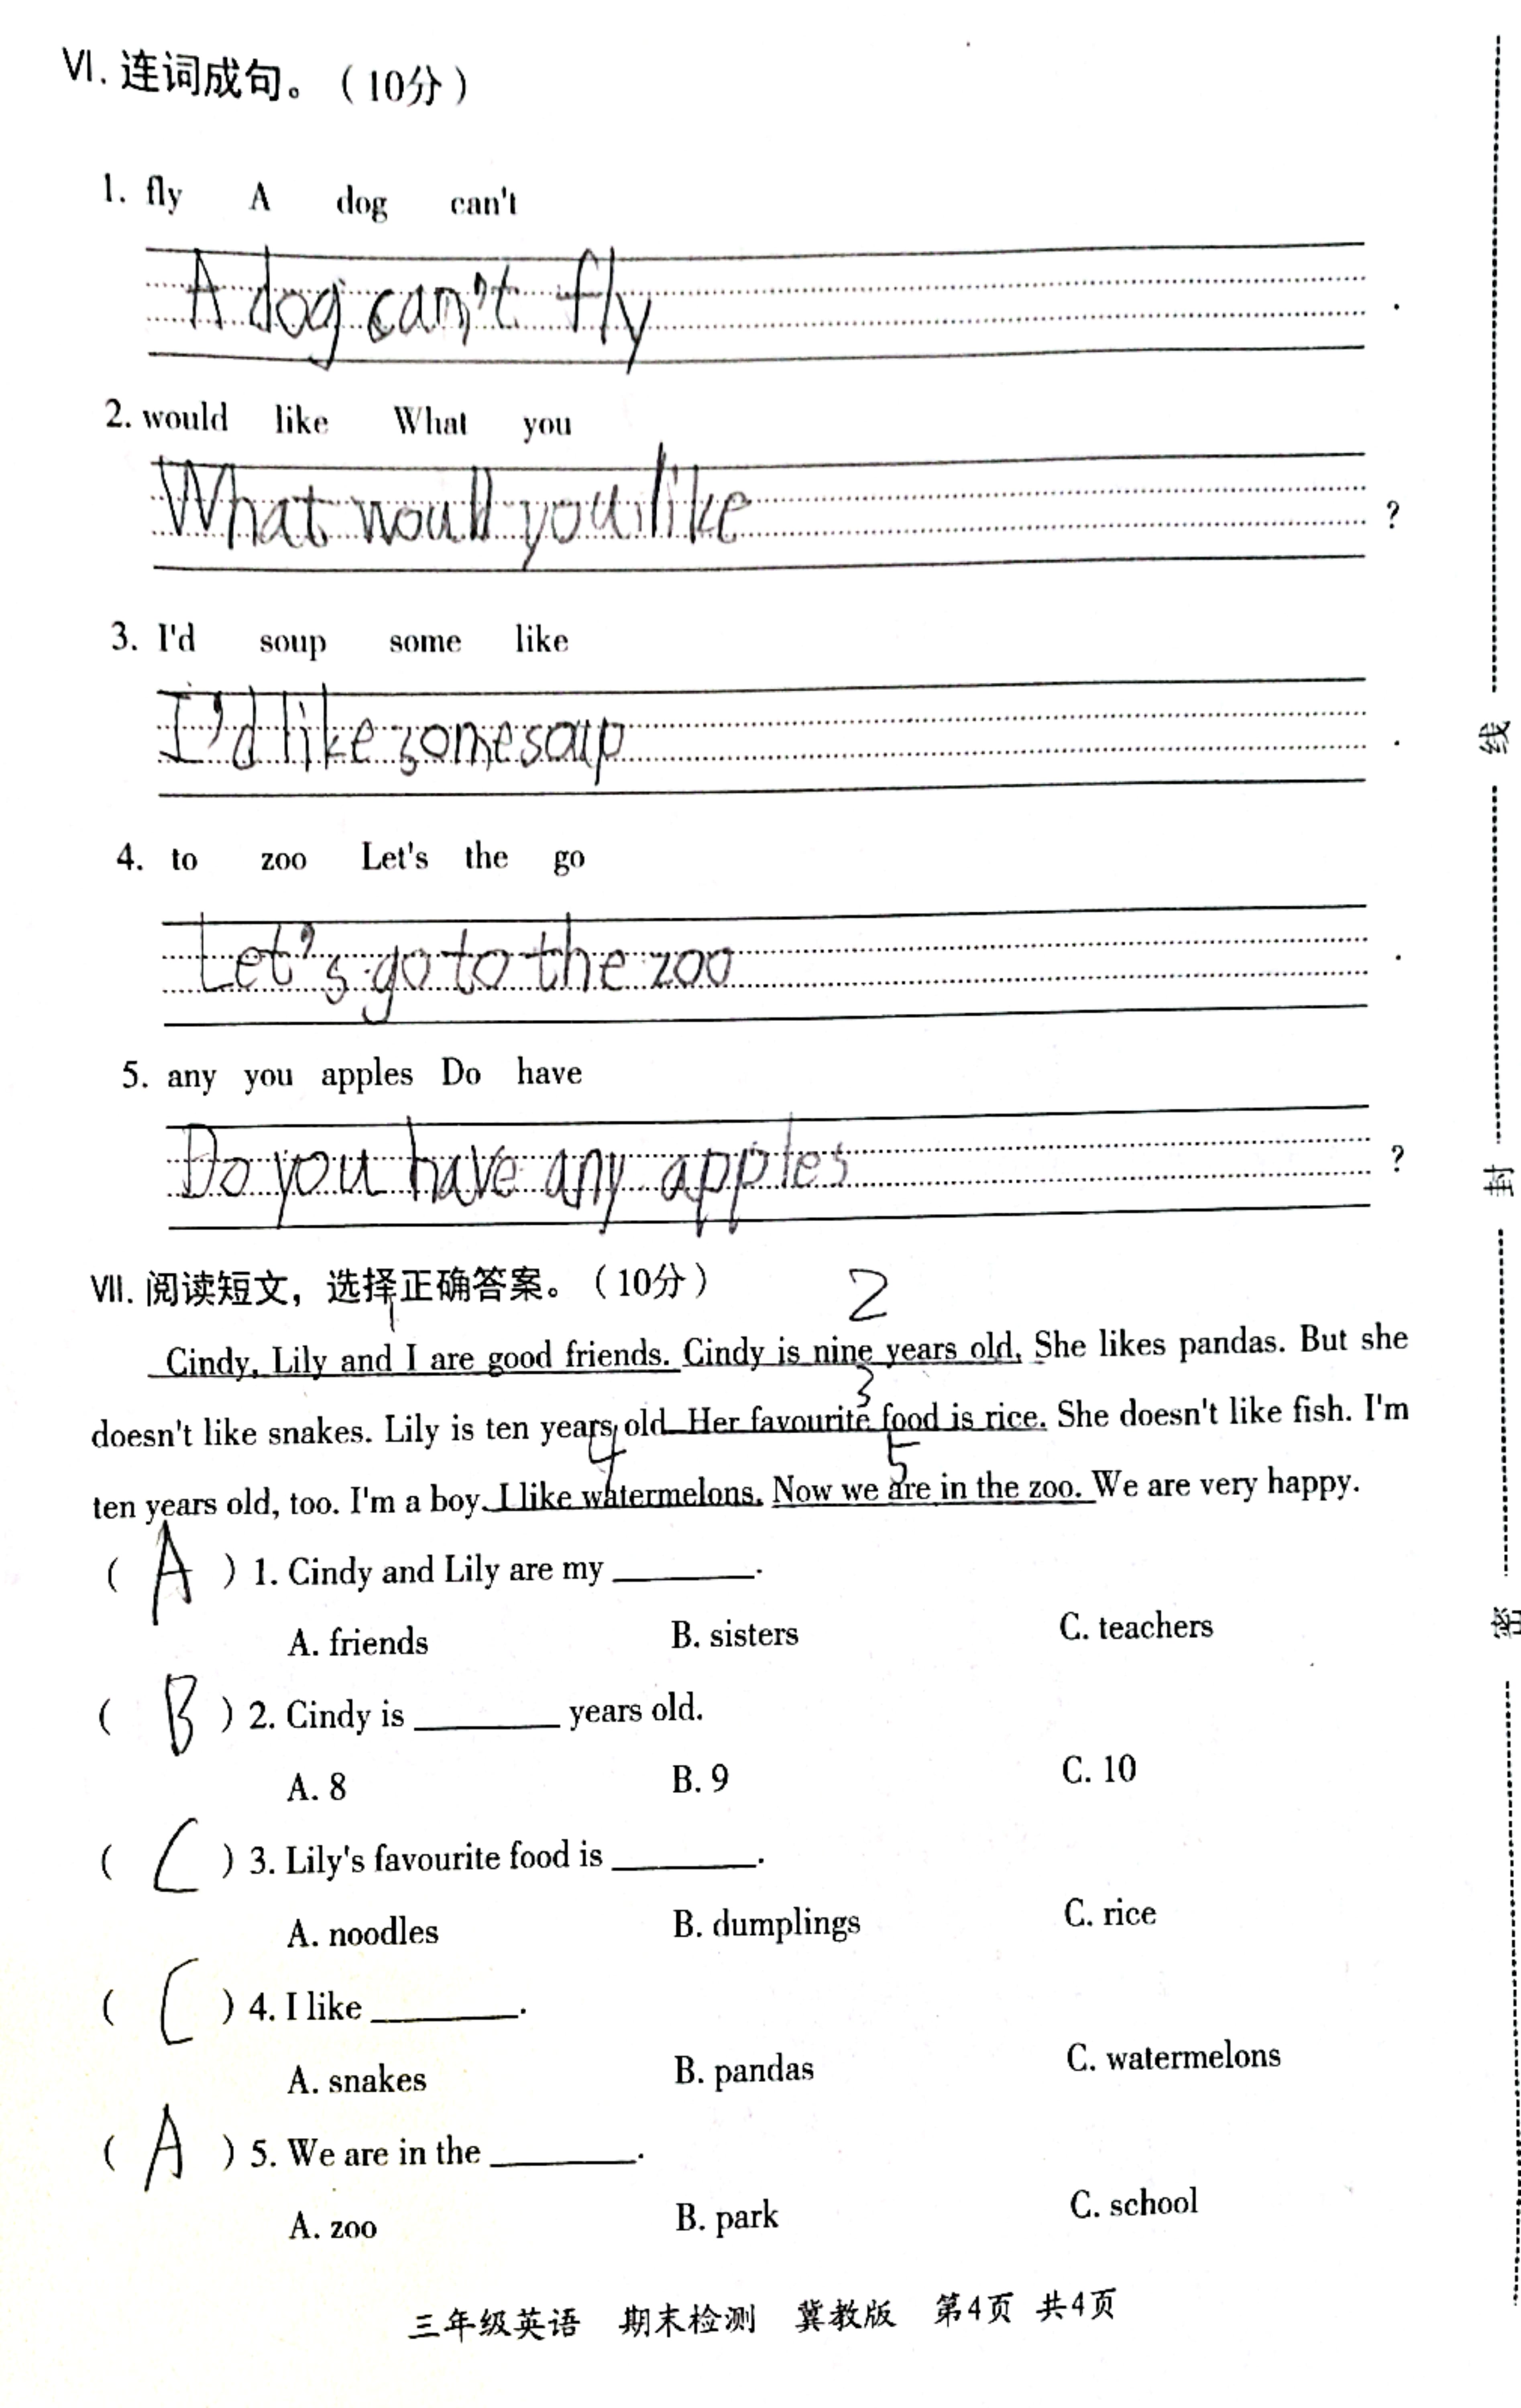 VI. 连词成句。（10分）
1. fly A dog can't
A dog can't fly .
2. would like What you
What would you like ?
3. I'd soup some like
I'd like some soup .
4. to zoo Let's the go
Let's go to the zoo .
5. any you apples Do have
Do you have any apples ?
VII. 阅读短文，选择正确答案。（10分）
1 2
Cindy, Lily and I are good friends. Cindy is nine years old. She likes pandas. But she
3
doesn't like snakes. Lily is ten years old. Her favourite food is rice. She doesn't like fish. I'm
4 5
ten years old, too. I'm a boy. I like watermelons. Now we are in the zoo. We are very happy.
( A ) 1. Cindy and Lily are my ______.
A. friends B. sisters C. teachers
( B ) 2. Cindy is ______ years old.
A. 8 B. 9 C. 10
( C ) 3. Lily's favourite food is ______.
A. noodles B. dumplings C. rice
( C ) 4. I like ______.
A. snakes B. pandas C. watermelons
( A ) 5. We are in the ______.
A. zoo B. park C. school
三年级英语 期末检测 冀教版 第4页 共4页
线
封
密